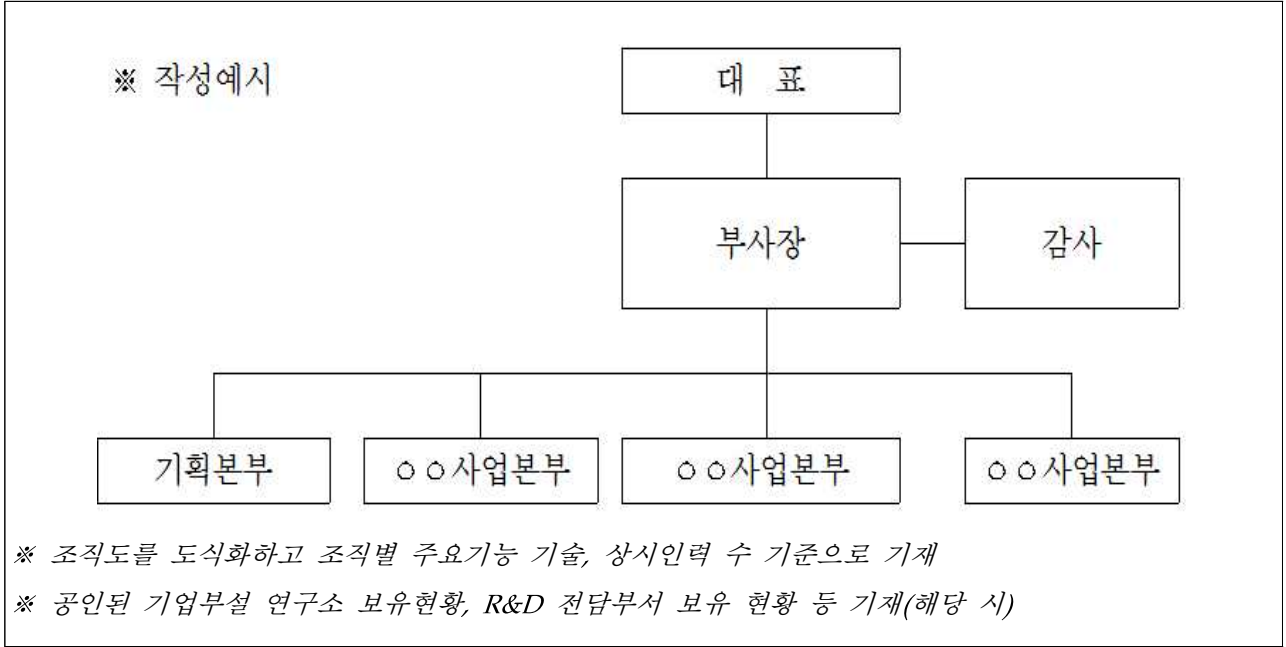 ※ 작성예시
대 표
부사장
감사
기획본부
ㅇㅇ사업본부
ㅇㅇ사업본부
ㅇㅇ사업본부
※ 조직도를 도식화하고 조직별 주요기능 기술, 상시인력 수 기준으로 기재
※ 공인된 기업부설 연구소 보유현황, R&D 전담부서 보유 현황 등 기재(해당 시)